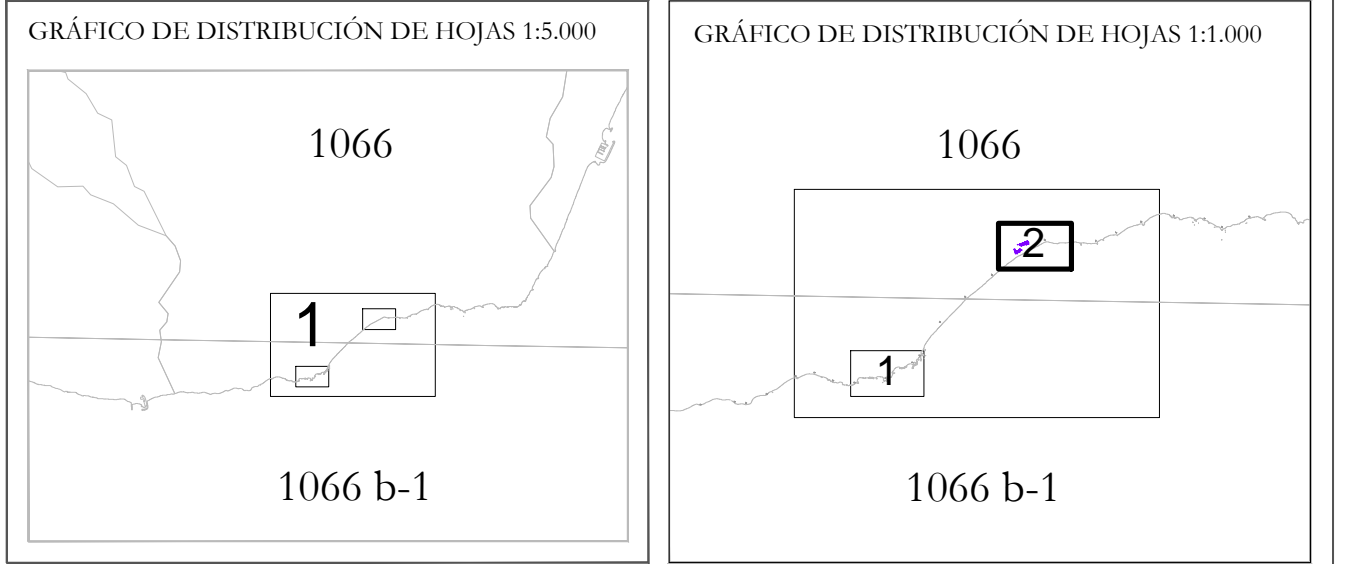 GRÁFICO DE DISTRIBUCIÓN DE HOJAS 1:5.000
1066
1
1066 b-1
GRÁFICO DE DISTRIBUCIÓN DE HOJAS 1:1.000
1066
2
1
1066 b-1